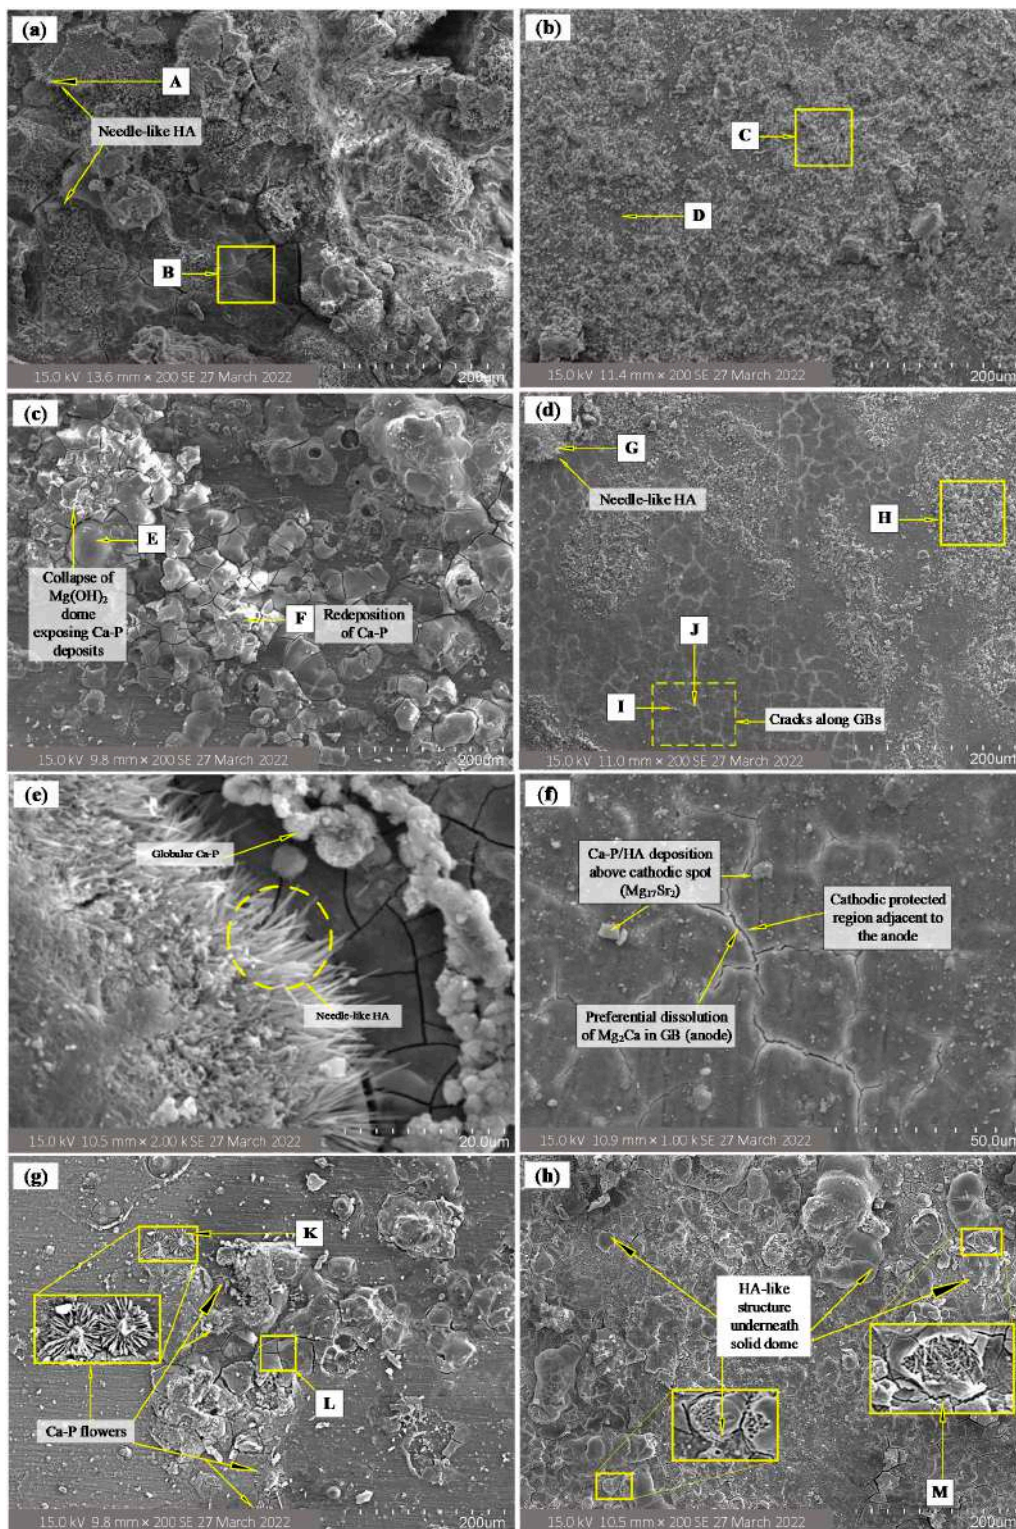 (a)
A
Needle-like HA
B
15.0 kV 13.6 mm × 200 SE 27 March 2022
200um
(b)
C
D
15.0 kV 11.4 mm × 200 SE 27 March 2022
200um
(c)
E
Collapse of
Mg(OH)₂
dome
exposing Ca-P
deposits
F
Redeposition
of Ca-P
15.0 kV 9.8 mm × 200 SE 27 March 2022
200um
(d)
G
Needle-like HA
H
J
I
Cracks along GBs
15.0 kV 11.0 mm × 200 SE 27 March 2022
200um
(e)
Globular Ca-P
Needle-like HA
15.0 kV 10.5 mm × 2.00 k SE 27 March 2022
20.0um
(f)
Ca-P/HA deposition
above cathodic spot
(Mg₁₇Sr₂)
Cathodic protected
region adjacent to
the anode
Preferential dissolution
of Mg₂Ca in GB (anode)
15.0 kV 10.9 mm × 1.00 k SE 27 March 2022
50.0um
(g)
K
L
Ca-P flowers
15.0 kV 9.8 mm × 200 SE 27 March 2022
200um
(h)
HA-like
structure
underneath
solid dome
M
15.0 kV 10.5 mm × 200 SE 27 March 2022
200um